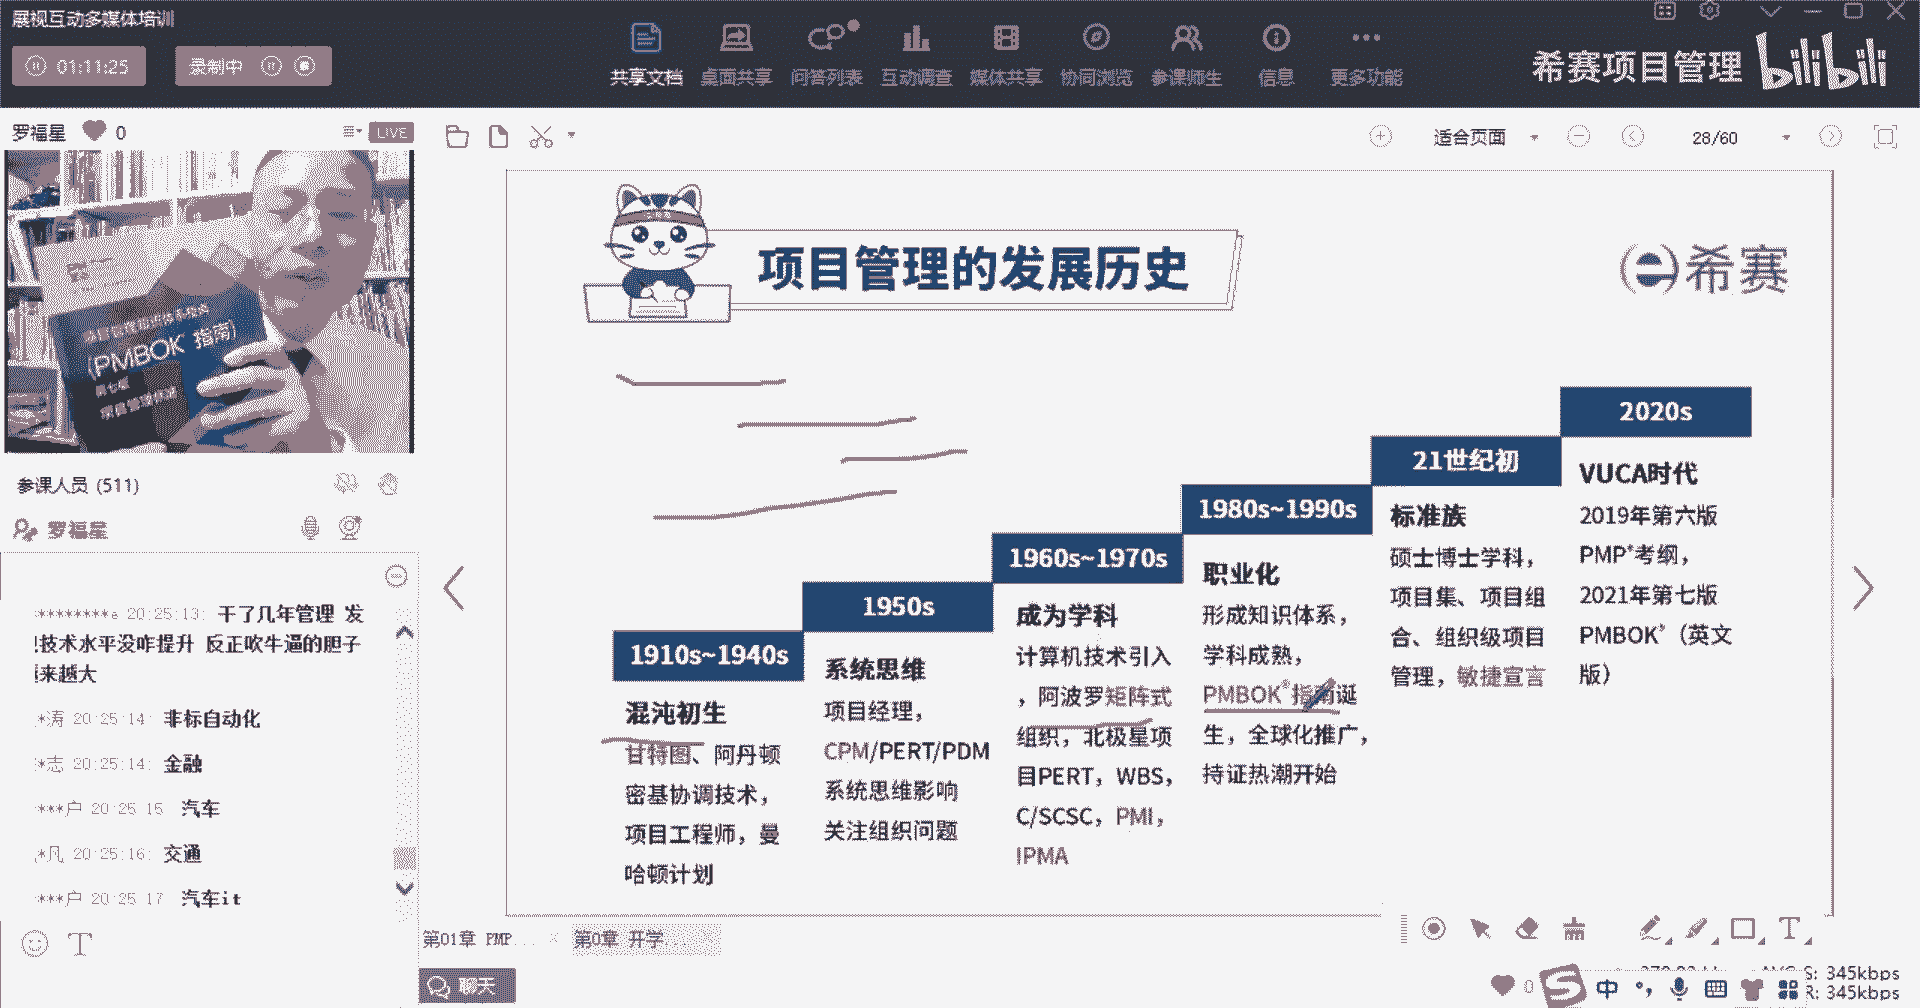 展视互动多媒体培训
01:11:25
录制中
共享文档
桌面共享
问答列表
互动调查
媒体共享
协同浏览
参课师生
信息
更多功能
希赛项目管理 bilibili
罗福星 0
LIVE
适合页面
28/60
(PMBOK 指南)
第七版
参课人员 (511)
罗福星
********a 20:25:13: 干了几年管理 发
技术水平没咋提升 反正吹牛逼的胆子
来越大
*涛 20:25:14: 非标自动化
*志 20:25:14: 金融
***户 20:25 15 汽车
*凡 20:25:16: 交通
***户 20:25 17 汽车it
项目管理的发展历史
e希赛
1910s~1940s
混沌初生
甘特图、阿丹顿
密基协调技术，
项目工程师，曼
哈顿计划
1950s
系统思维
项目经理，
CPM/PERT/PDM
系统思维影响
关注组织问题
1960s~1970s
成为学科
计算机技术引入
，阿波罗矩阵式
组织，北极星项
目PERT，WBS，
C/SCSC，PMI，
IPMA
1980s~1990s
职业化
形成知识体系，
学科成熟，
PMBOK®指南诞
生，全球化推广，
持证热潮开始
21世纪初
标准族
硕士博士学科，
项目集、项目组
合、组织级项目
管理，敏捷宣言
2020s
VUCA时代
2019年第六版
PMP®考纲，
2021年第七版
PMBOK®（英文
版）
第01章 PMP...
第0章 开学...
聊天
0
中
S: 345kbps
R: 345kbps